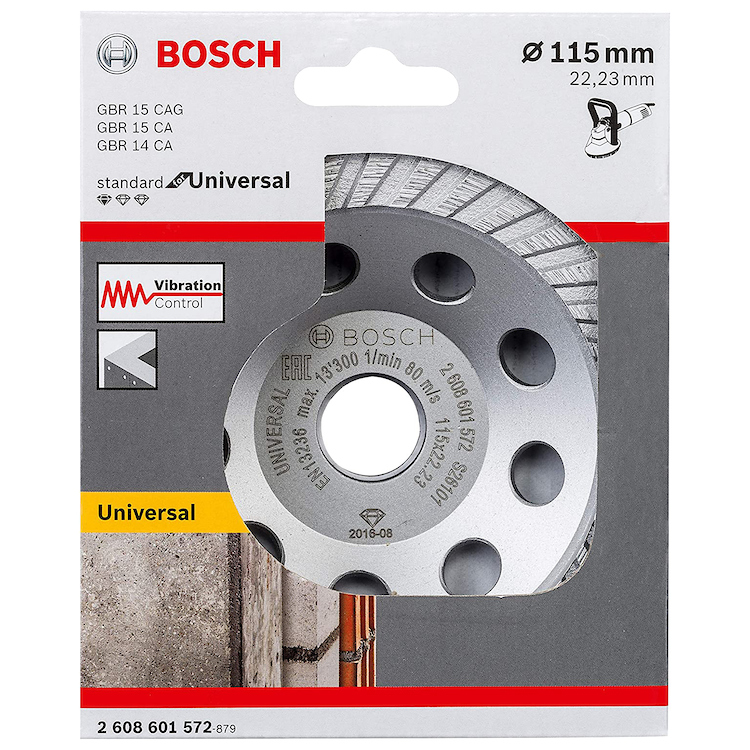 BOSCH
Ø 115 mm
22,23 mm
GBR 15 CAG
GBR 15 CA
GBR 14 CA
standard for Universal
Vibration
Control
BOSCH
EAC
UNIVERSAL
EN13236 max. 13'300 1/min 80 m/s
115x22.23
2 608 601 572 S26101
2016-08
Universal
2 608 601 572-879